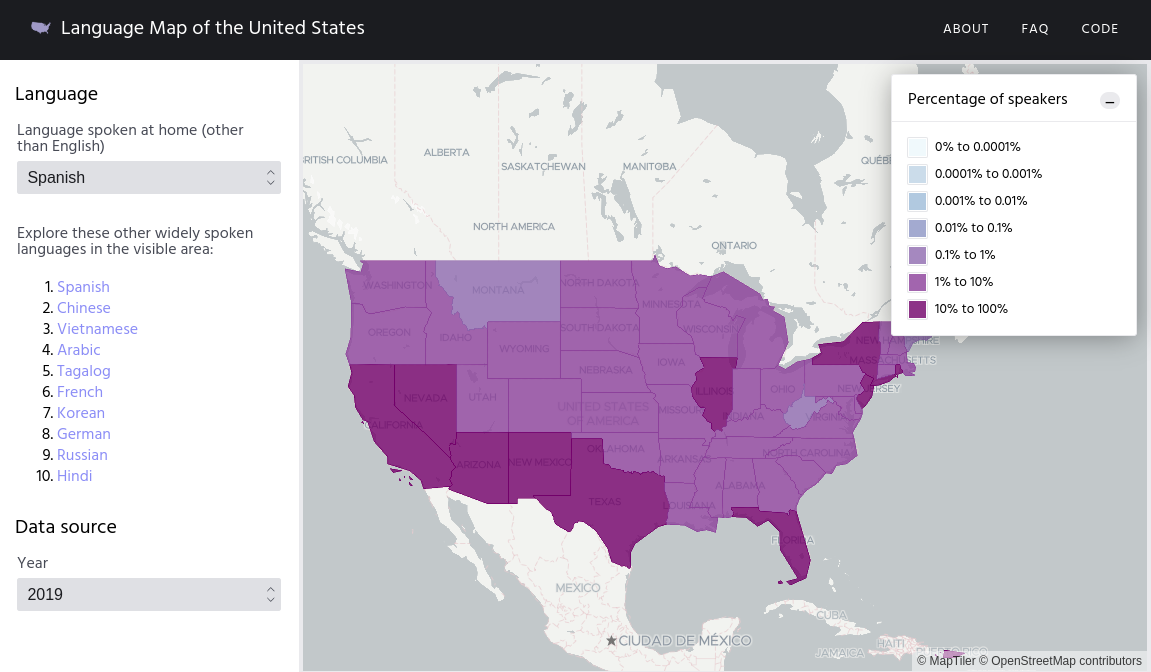 Language Map of the United States
ABOUT
FAQ
CODE
Language
Language spoken at home (other
than English)
Spanish
Explore these other widely spoken
languages in the visible area:
1. Spanish
2. Chinese
3. Vietnamese
4. Arabic
5. Tagalog
6. French
7. Korean
8. German
9. Russian
10. Hindi
Data source
Year
2019
Percentage of speakers
0% to 0.0001%
0.0001% to 0.001%
0.001% to 0.01%
0.01% to 0.1%
0.1% to 1%
1% to 10%
10% to 100%
RITISH COLUMBIA
ALBERTA
SASKATCHEWAN
MANITOBA
QUÉB
NORTH AMERICA
ONTARIO
WASHINGTON
MONTANA
NORTH DAKOTA
MINNESOTA
OREGON
IDAHO
SOUTH DAKOTA
WISCONSIN
WYOMING
IOWA
NEBRASKA
NEVADA
UTAH
ILLINOIS
OHIO
INDIANA
UNITED STATES
OF AMERICA
MISSOURI
CALIFORNIA
ARIZONA
NEW MEXICO
OKLAHOMA
ARKANSAS
NORTH CAROLINA
TEXAS
LOUISIANA
ALABAMA
FLORIDA
MEXICO
CUBA
CIUDAD DE MÉXICO
JAMAICA
HAITI
PUERTO RICO
© MapTiler © OpenStreetMap contributors